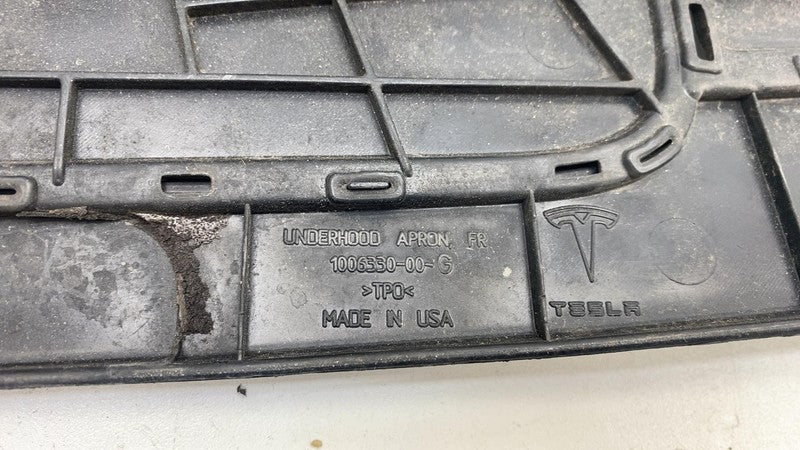 UNDERHOOD APRON, FR
1006330-00-G
>TPO<
MADE IN USA
TESLA